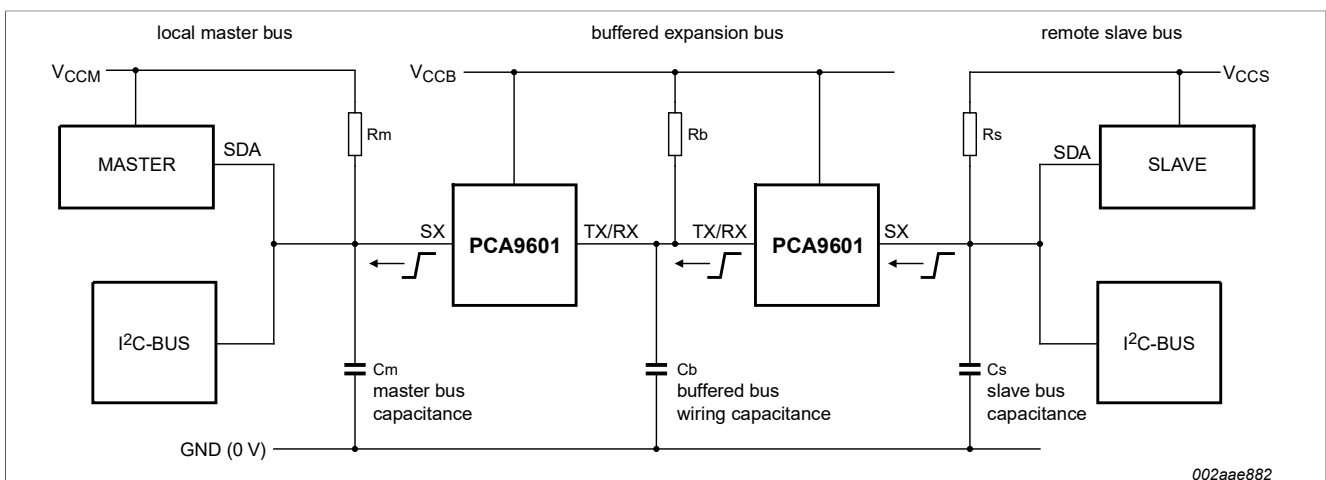 local master bus
buffered expansion bus
remote slave bus
VCCM
VCCB
VCCS
Rm
Rb
Rs
MASTER
SDA
SDA
SLAVE
SX
PCA9601
TX/RX
TX/RX
PCA9601
SX
I2C-BUS
I2C-BUS
Cm
master bus
capacitance
Cb
buffered bus
wiring capacitance
Cs
slave bus
capacitance
GND (0 V)
002aae882